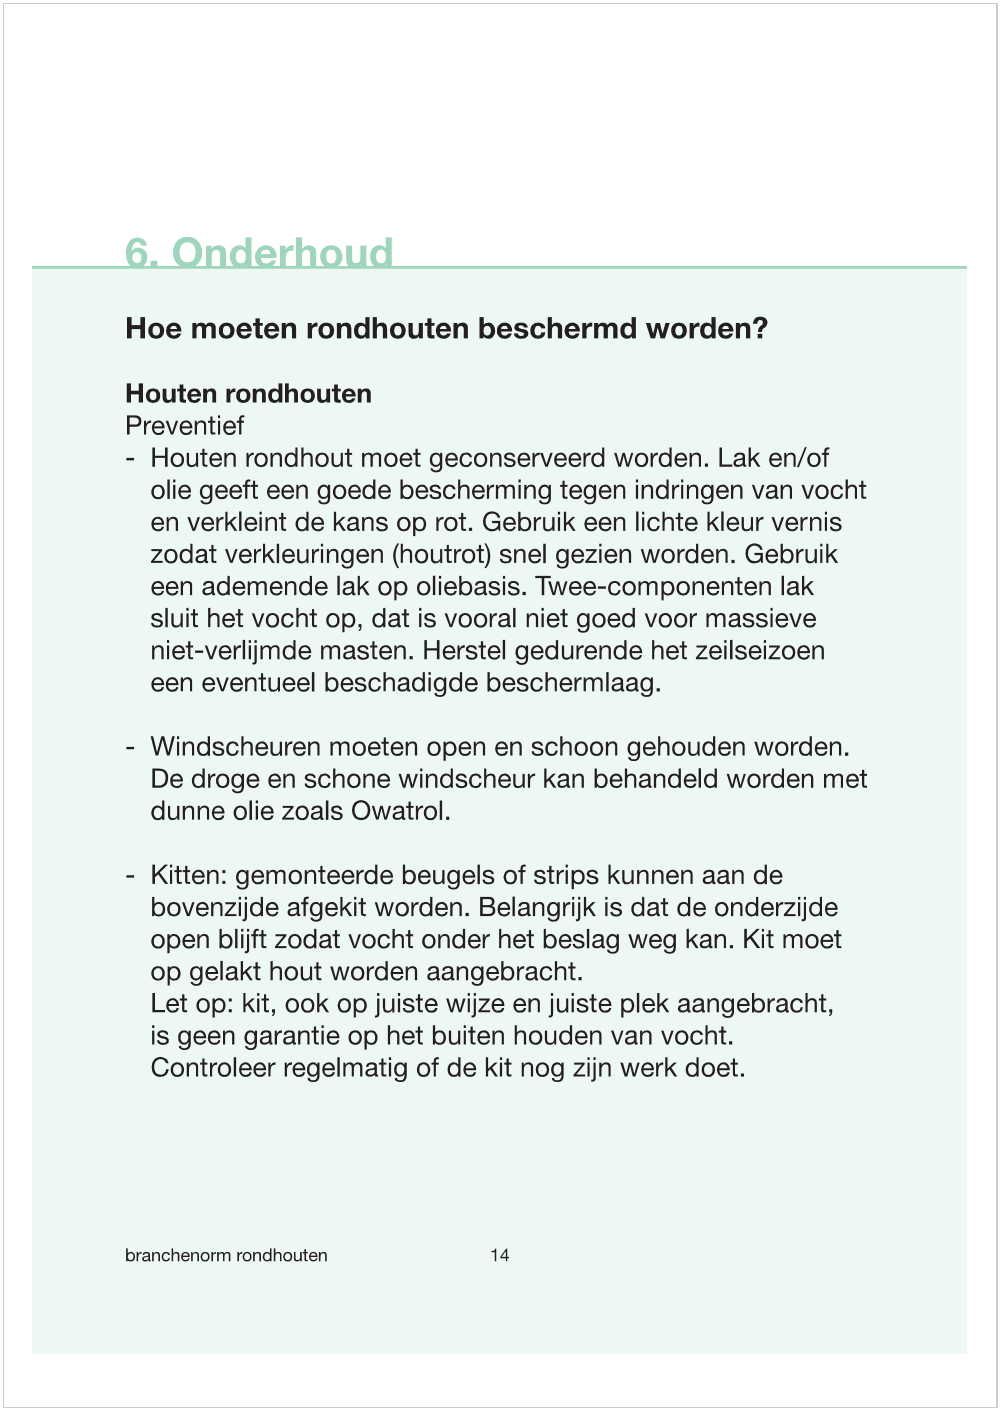 6. Onderhoud
Hoe moeten rondhouten beschermd worden?
Houten rondhouten
Preventief
- Houten rondhout moet geconserveerd worden. Lak en/of
olie geeft een goede bescherming tegen indringen van vocht
en verkleint de kans op rot. Gebruik een lichte kleur vernis
zodat verkleuringen (houtrot) snel gezien worden. Gebruik
een ademende lak op oliebasis. Twee-componenten lak
sluit het vocht op, dat is vooral niet goed voor massieve
niet-verlijmde masten. Herstel gedurende het zeilseizoen
een eventueel beschadigde beschermlaag.
- Windscheuren moeten open en schoon gehouden worden.
De droge en schone windscheur kan behandeld worden met
dunne olie zoals Owatrol.
- Kitten: gemonteerde beugels of strips kunnen aan de
bovenzijde afgekit worden. Belangrijk is dat de onderzijde
open blijft zodat vocht onder het beslag weg kan. Kit moet
op gelakt hout worden aangebracht.
Let op: kit, ook op juiste wijze en juiste plek aangebracht,
is geen garantie op het buiten houden van vocht.
Controleer regelmatig of de kit nog zijn werk doet.
branchenorm rondhouten 14